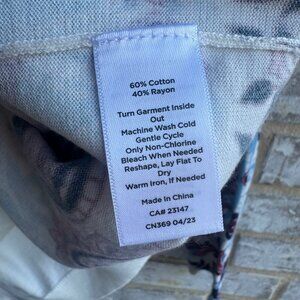 60% Cotton
40% Rayon
Turn Garment Inside
Out
Machine Wash Cold
Gentle Cycle
Only Non-Chlorine
Bleach When Needed
Reshape, Lay Flat To
Dry
Warm Iron, If Needed
Made In China
CA# 23147
CN369 04/23